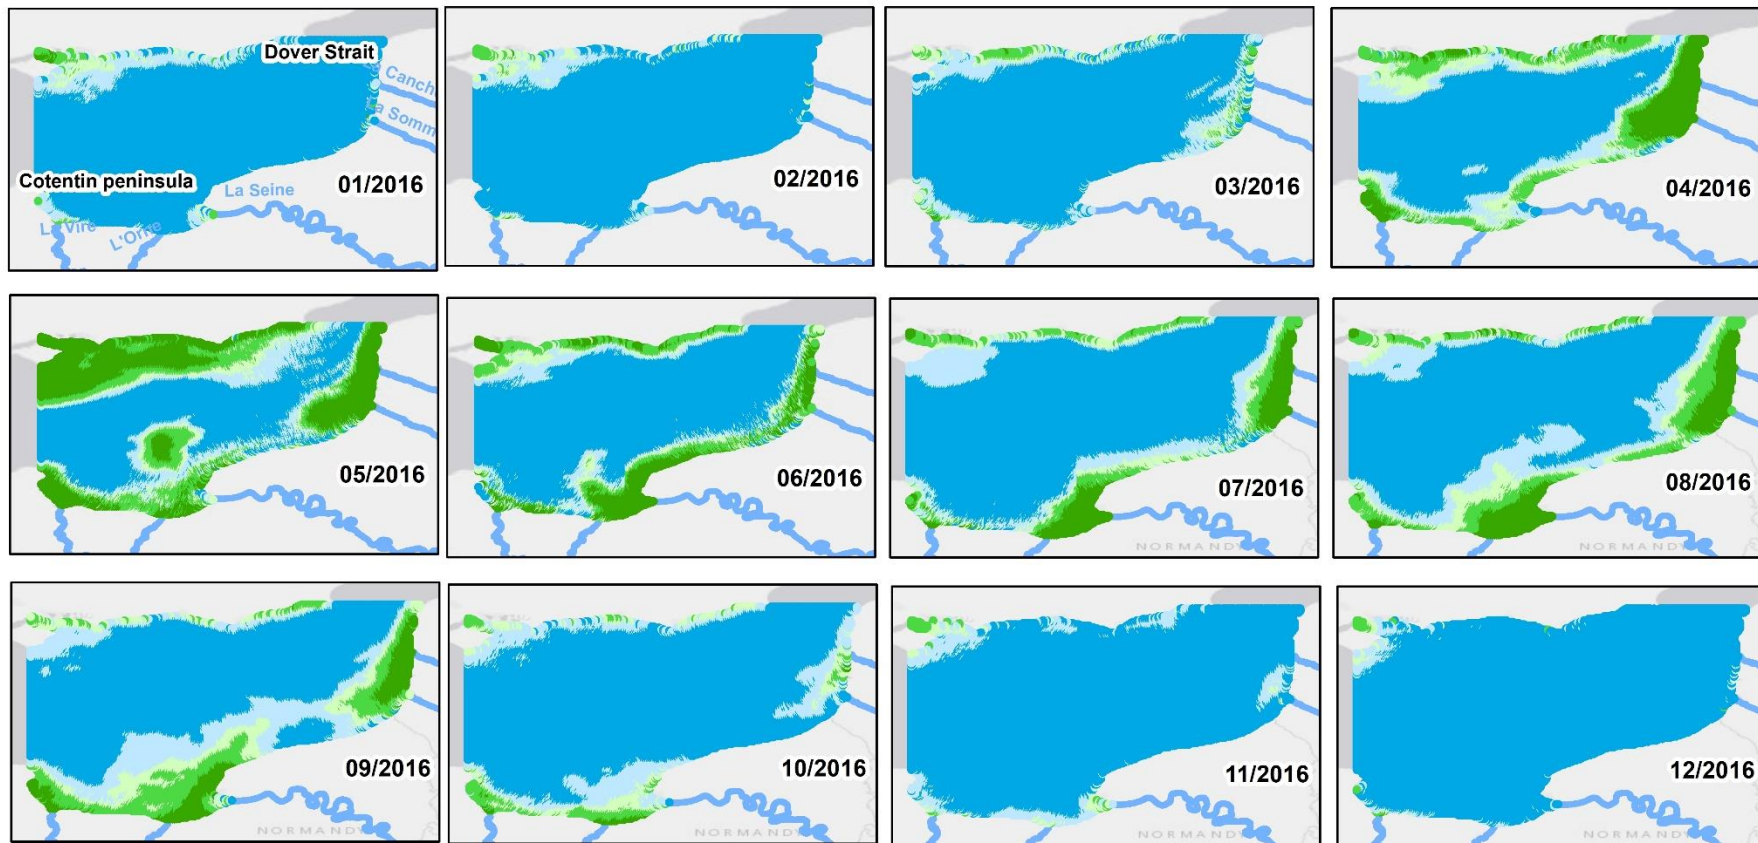 Dover Strait
Canch
La Somm
Cotentin peninsula
La Seine
01/2016
La Vire
L'Orne
02/2016
03/2016
04/2016
05/2016
06/2016
07/2016
NORMANDY
08/2016
NORMANDY
09/2016
NORMANDY
10/2016
NORMANDY
11/2016
12/2016